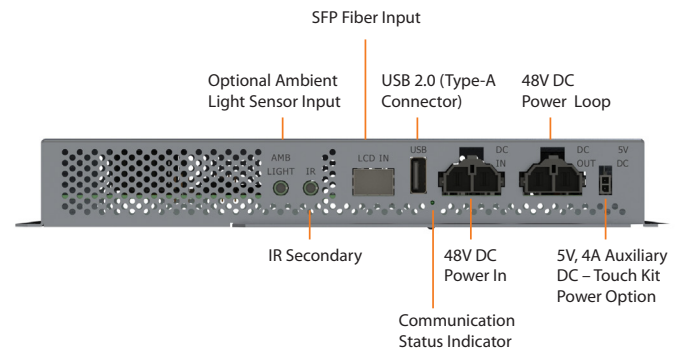 SFP Fiber Input
Optional Ambient
Light Sensor Input
USB 2.0 (Type-A
Connector)
48V DC
Power Loop
AMB
LIGHT
IR
LCD IN
USB
DC
IN
DC
OUT
5V
DC
IR Secondary
48V DC
Power In
5V, 4A Auxiliary
DC – Touch Kit
Power Option
Communication
Status Indicator